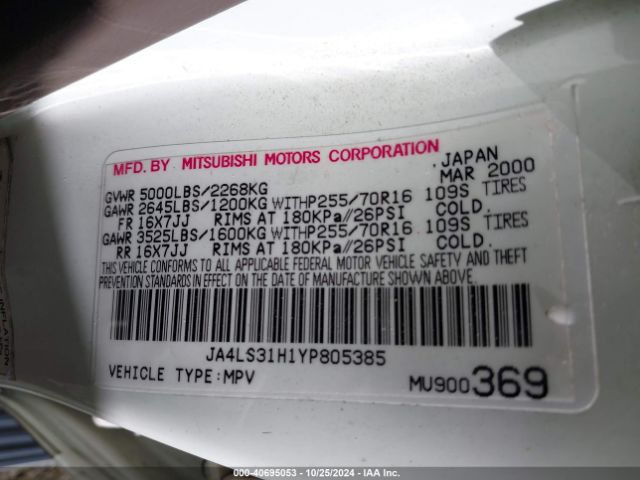 MFD. BY MITSUBISHI MOTORS CORPORATION JAPAN
MAR 2000
GVWR 5000LBS/2268KG
GAWR 2645LBS/1200KG WITHP255/70R16 109S TIRES
FR 16X7JJ RIMS AT 180KPa//26PSI COLD.
GAWR 3525LBS/1600KG WITHP255/70R16 109S TIRES
RR 16X7JJ RIMS AT 180KPa//26PSI COLD.
THIS VEHICLE CONFORMS TO ALL APPLICABLE FEDERAL MOTOR VEHICLE SAFETY AND THEFT
PREVENTION STANDARDS IN EFFECT ON THE DATE OF MANUFACTURE SHOWN ABOVE.
JA4LS31H1YP805385
VEHICLE TYPE:MPV MU900369
INFLATION
000-40695053 - 10/25/2024 - IAA Inc.